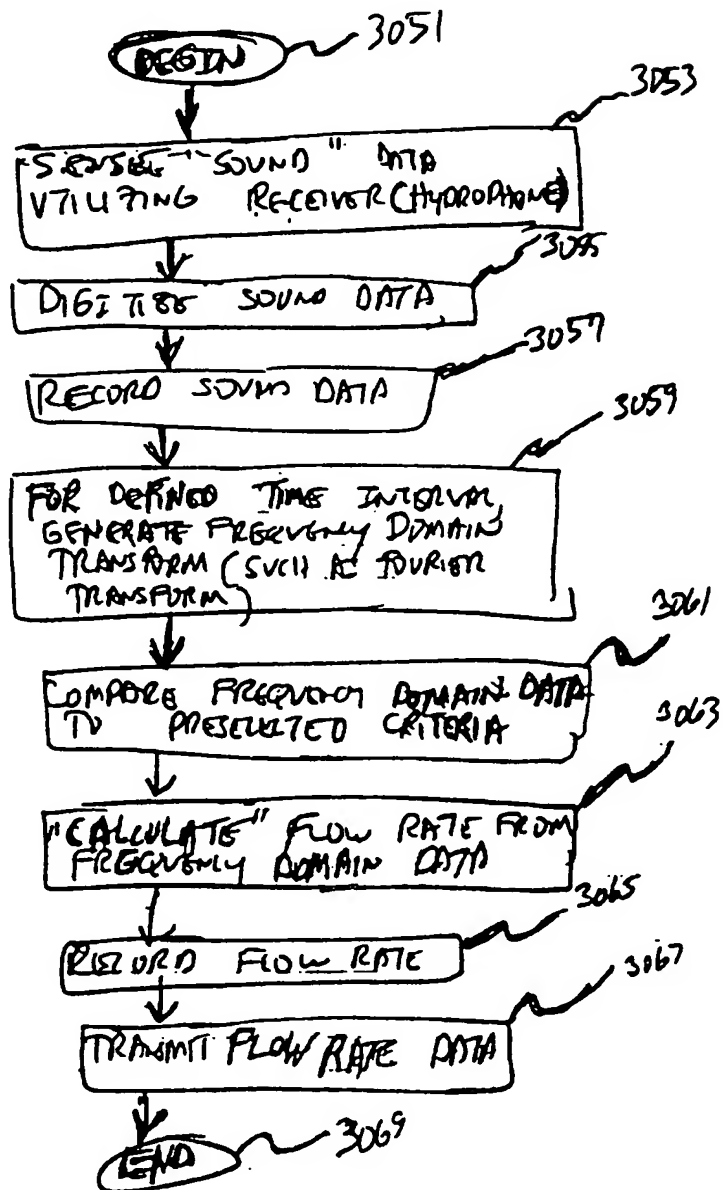 BEGIN
3051
3053
"SENSE" "SOUND" DATA
UTILIZING RECEIVER (HYDROPHONE)
3055
DIGITIZE SOUND DATA
3057
RECORD SOUND DATA
3059
FOR DEFINED TIME INTERVAL,
GENERATE FREQUENCY DOMAIN
TRANSFORM (SUCH AS FOURIER
TRANSFORM)
3061
COMPARE FREQUENCY DOMAIN DATA
TO PRESELECTED CRITERIA
3063
"CALCULATE" FLOW RATE FROM
FREQUENCY DOMAIN DATA
3065
RECORD FLOW RATE
3067
TRANSMIT FLOW RATE DATA
3069
END